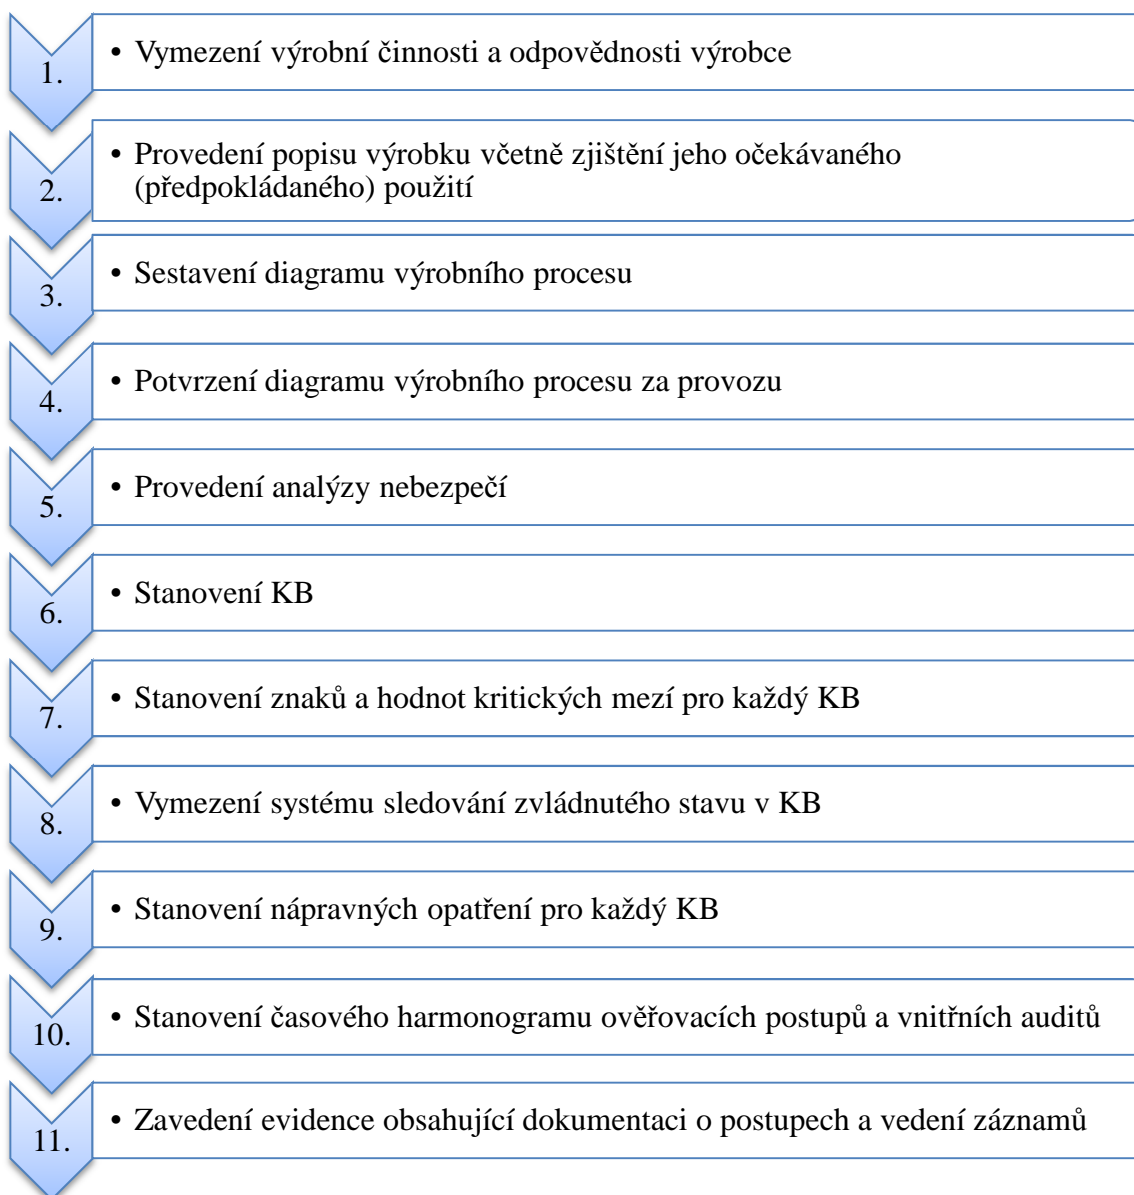 1.
• Vymezení výrobní činnosti a odpovědnosti výrobce
2.
• Provedení popisu výrobku včetně zjištění jeho očekávaného
(předpokládaného) použití
3.
• Sestavení diagramu výrobního procesu
4.
• Potvrzení diagramu výrobního procesu za provozu
5.
• Provedení analýzy nebezpečí
6.
• Stanovení KB
7.
• Stanovení znaků a hodnot kritických mezí pro každý KB
8.
• Vymezení systému sledování zvládnutého stavu v KB
9.
• Stanovení nápravných opatření pro každý KB
10.
• Stanovení časového harmonogramu ověřovacích postupů a vnitřních auditů
11.
• Zavedení evidence obsahující dokumentaci o postupech a vedení záznamů